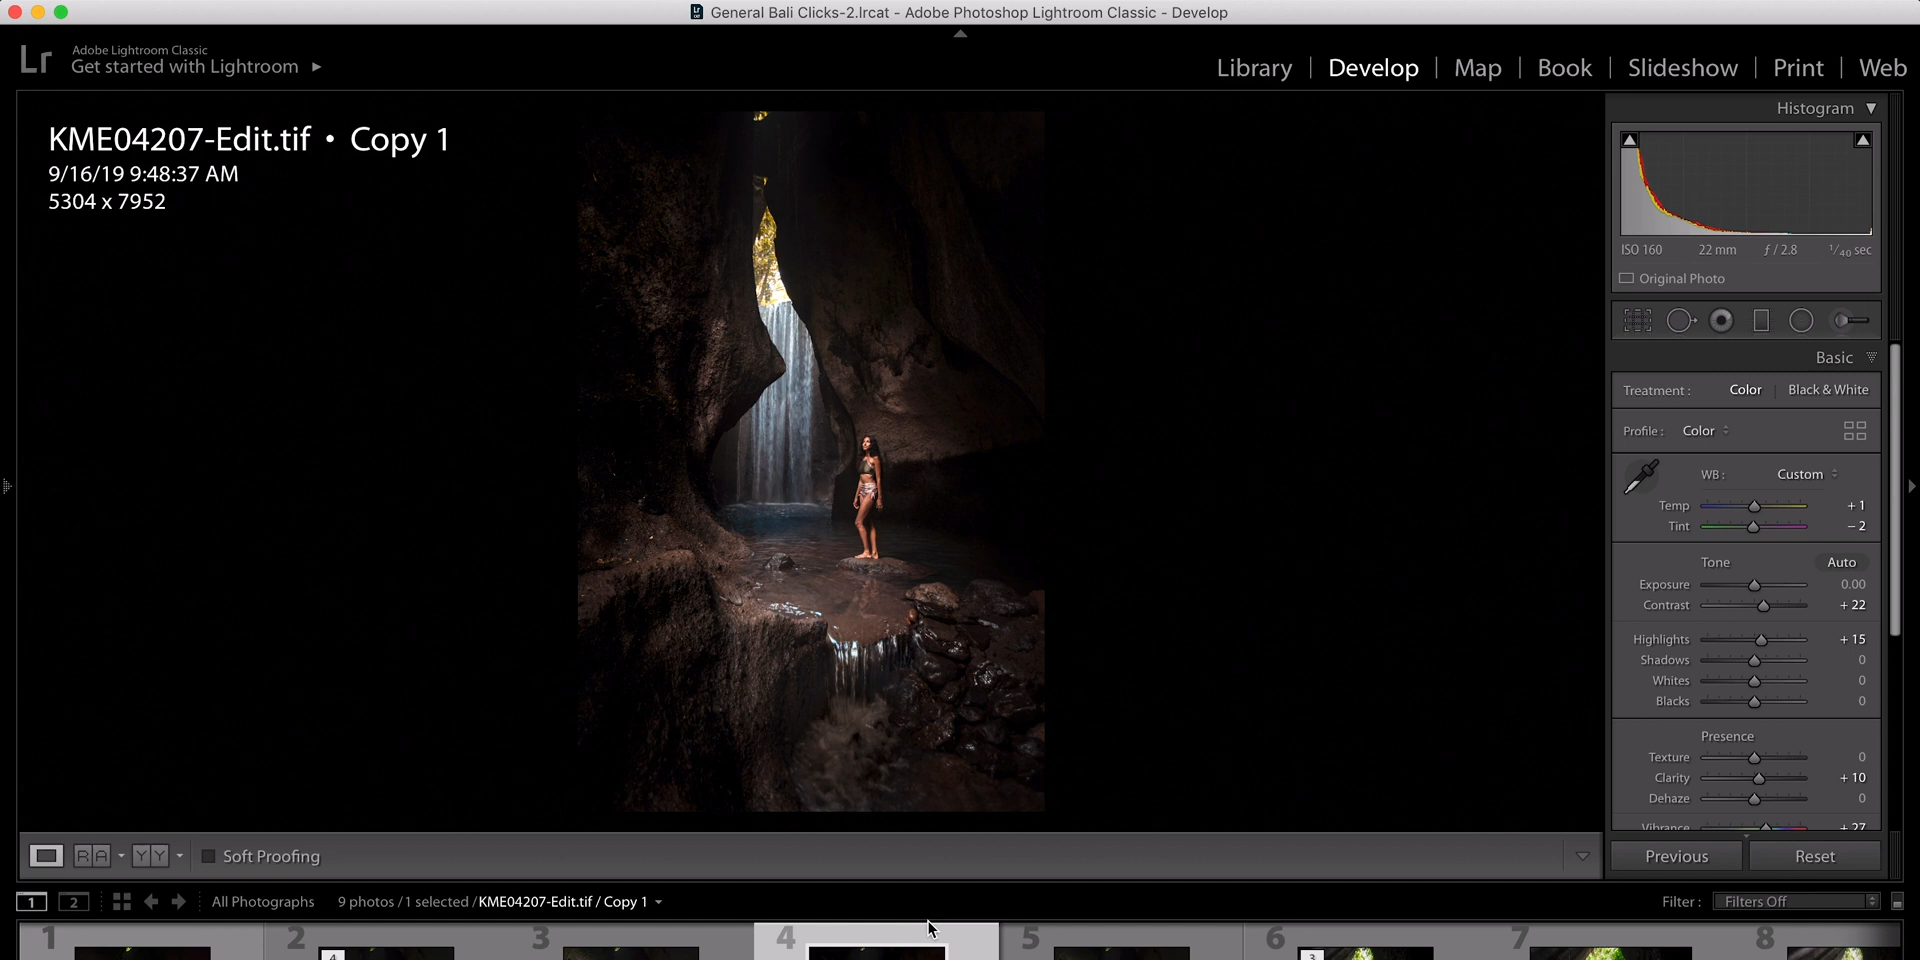 General Bali Clicks-2.lrcat - Adobe Photoshop Lightroom Classic - Develop
Lr
Adobe Lightroom Classic
Get started with Lightroom
Library | Develop | Map | Book | Slideshow | Print | Web
KME04207-Edit.tif • Copy 1
9/16/19 9:48:37 AM
5304 x 7952
Histogram
ISO 160 22 mm ƒ / 2.8 1/40 sec
Original Photo
Basic
Treatment : Color Black & White
Profile : Color
WB : Custom
Temp + 1
Tint – 2
Tone Auto
Exposure 0.00
Contrast + 22
Highlights + 15
Shadows 0
Whites 0
Blacks 0
Presence
Texture 0
Clarity + 10
Dehaze 0
Vibrance + 27
Soft Proofing
Previous Reset
1 2 All Photographs 9 photos / 1 selected / KME04207-Edit.tif / Copy 1
Filter : Filters Off
1 2 3 4 5 6 7 8
4 3